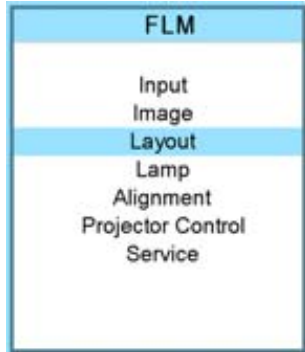 FLM
Input
Image
Layout
Lamp
Alignment
Projector Control
Service